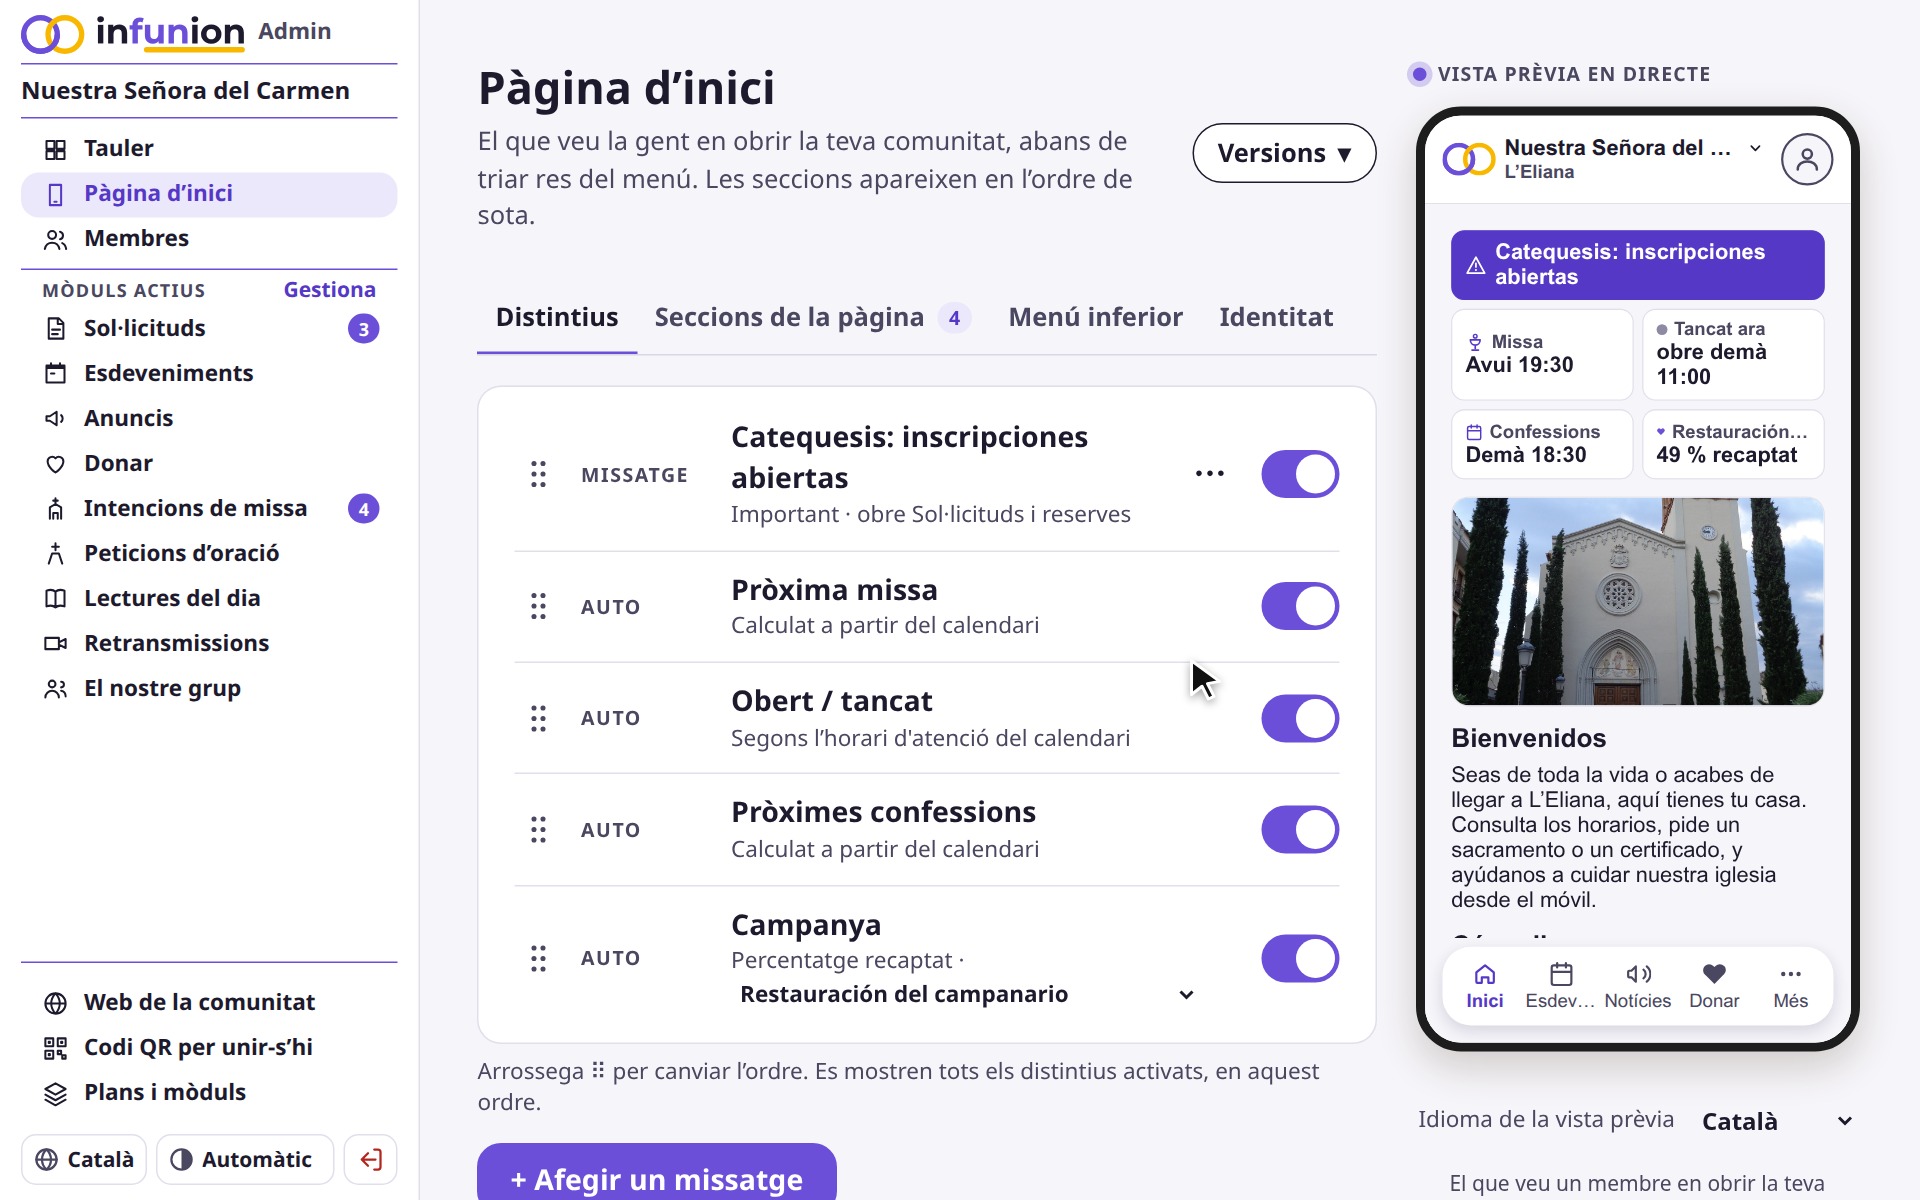 infunion Admin
Nuestra Señora del Carmen
Tauler
Pàgina d’inici
Membres
MÒDULS ACTIUS Gestiona
Sol·licituds 3
Esdeveniments
Anuncis
Donar
Intencions de missa 4
Peticions d’oració
Lectures del dia
Retransmissions
El nostre grup
Web de la comunitat
Codi QR per unir-s’hi
Plans i mòduls
Català Automàtic
Pàgina d’inici
El que veu la gent en obrir la teva comunitat, abans de
triar res del menú. Les seccions apareixen en l’ordre de
sota.
Versions ▾
Distintius Seccions de la pàgina 4 Menú inferior Identitat
MISSATGE
Catequesis: inscripciones
abiertas
Important · obre Sol·licituds i reserves
AUTO
Pròxima missa
Calculat a partir del calendari
AUTO
Obert / tancat
Segons l’horari d'atenció del calendari
AUTO
Pròximes confessions
Calculat a partir del calendari
AUTO
Campanya
Percentatge recaptat ·
Restauración del campanario
Arrossega ⠿ per canviar l’ordre. Es mostren tots els distintius activats, en aquest
ordre.
+ Afegir un missatge
VISTA PRÈVIA EN DIRECTE
Nuestra Señora del ...
L’Eliana
Catequesis: inscripciones
abiertas
Missa
Avui 19:30
Tancat ara
obre demà
11:00
Confessions
Demà 18:30
Restauración...
49 % recaptat
Bienvenidos
Seas de toda la vida o acabes de
llegar a L’Eliana, aquí tienes tu casa.
Consulta los horarios, pide un
sacramento o un certificado, y
ayúdanos a cuidar nuestra iglesia
desde el móvil.
Inici Esdev... Notícies Donar Més
Idioma de la vista prèvia Català
El que veu un membre en obrir la teva